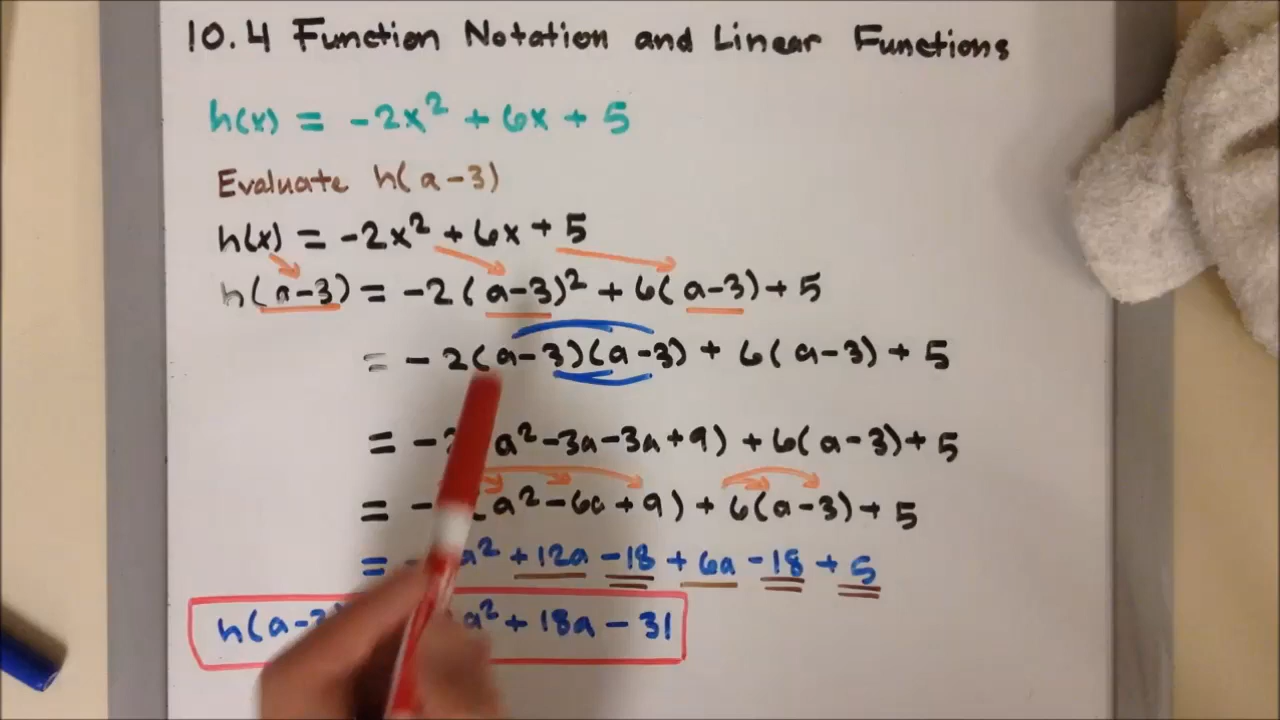 10.4 Function Notation and Linear Functions
h(x) = -2x² + 6x + 5
Evaluate h(a-3)
h(x) = -2x² + 6x + 5
h(a-3) = -2(a-3)² + 6(a-3) + 5
= -2(a-3)(a-3) + 6(a-3) + 5
= - a² -3a -3a + 9) + 6(a-3) + 5
= - (a² -6a + 9) + 6(a-3) + 5
= - a² + 12a - 18 + 6a - 18 + 5
h(a-3 a² + 18a - 31